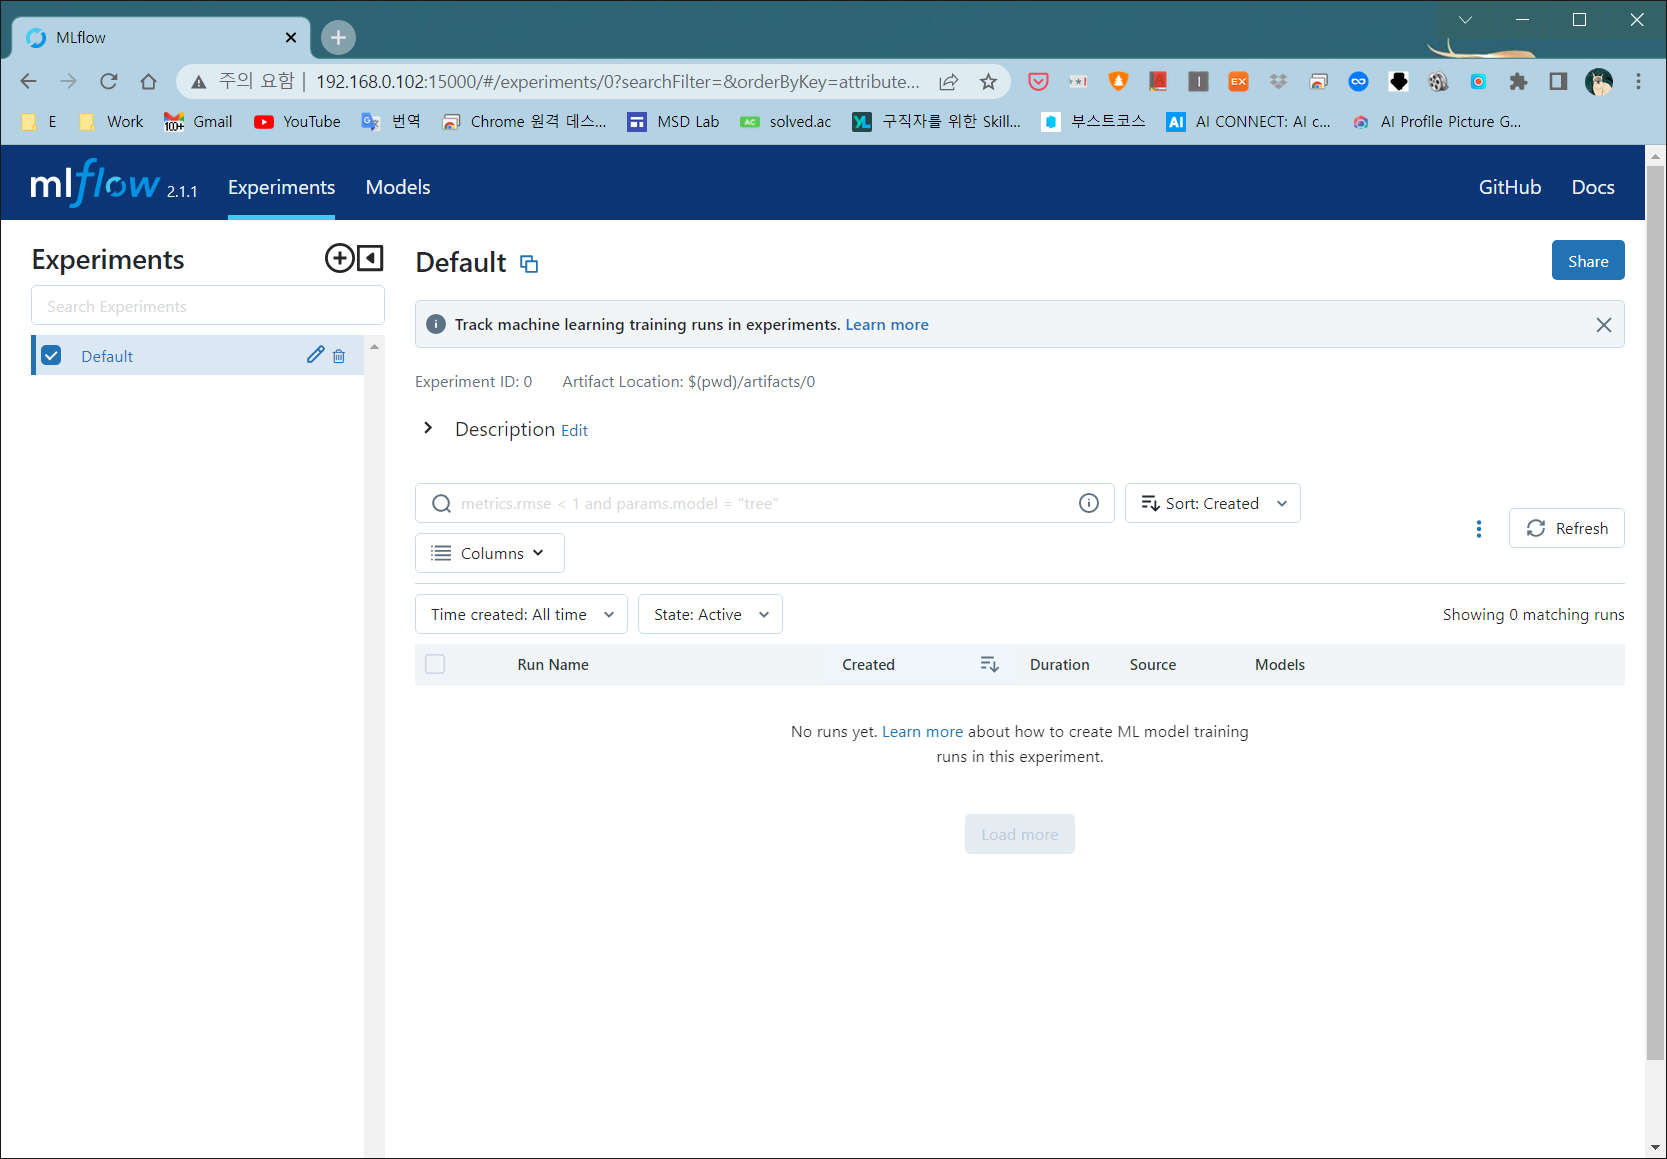 MLflow
주의 요함 | 192.168.0.102:15000/#/experiments/0?searchFilter=&orderByKey=attribute...
E Work Gmail YouTube 번역 Chrome 원격 데스... MSD Lab AC solved.ac YL 구직자를 위한 Skill... 부스트코스 AI AI CONNECT: AI c... AI Profile Picture G...
mlflow 2.1.1 Experiments Models GitHub Docs
Experiments
Search Experiments
Default
Default
Share
Track machine learning training runs in experiments. Learn more
Experiment ID: 0 Artifact Location: $(pwd)/artifacts/0
Description Edit
metrics.rmse < 1 and params.model = "tree"
Sort: Created
Refresh
Columns
Time created: All time
State: Active
Showing 0 matching runs
Run Name Created Duration Source Models
No runs yet. Learn more about how to create ML model training
runs in this experiment.
Load more